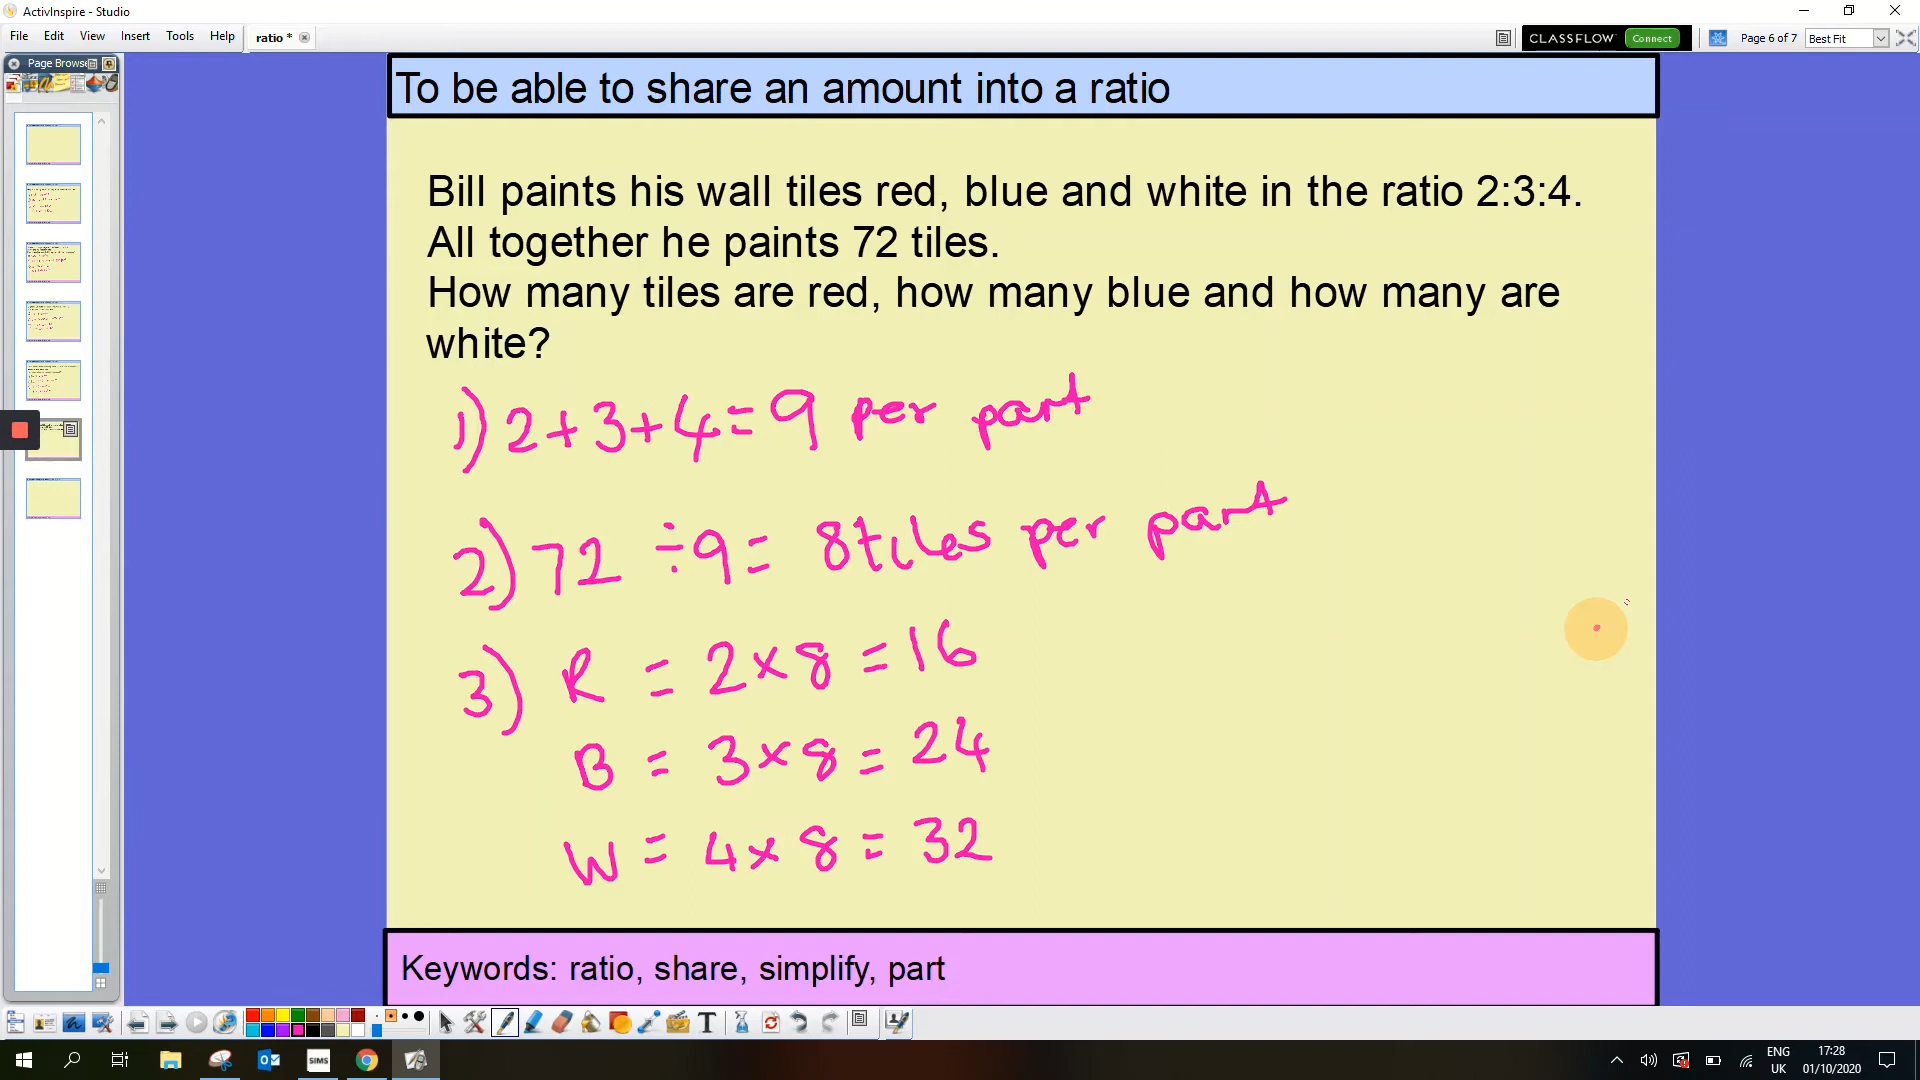 ActivInspire - Studio
File Edit View Insert Tools Help ratio *
CLASSFLOW Connect Page 6 of 7 Best Fit
Page Browse
To be able to share an amount into a ratio
Bill paints his wall tiles red, blue and white in the ratio 2:3:4.
All together he paints 72 tiles.
How many tiles are red, how many blue and how many are
white?
1) 2+3+4=9 per part
2) 72 ÷9= 8tiles per part
3) R = 2×8=16
B = 3×8=24
W = 4×8=32
Keywords: ratio, share, simplify, part
T
SIMS
ENG 17:28
UK 01/10/2020